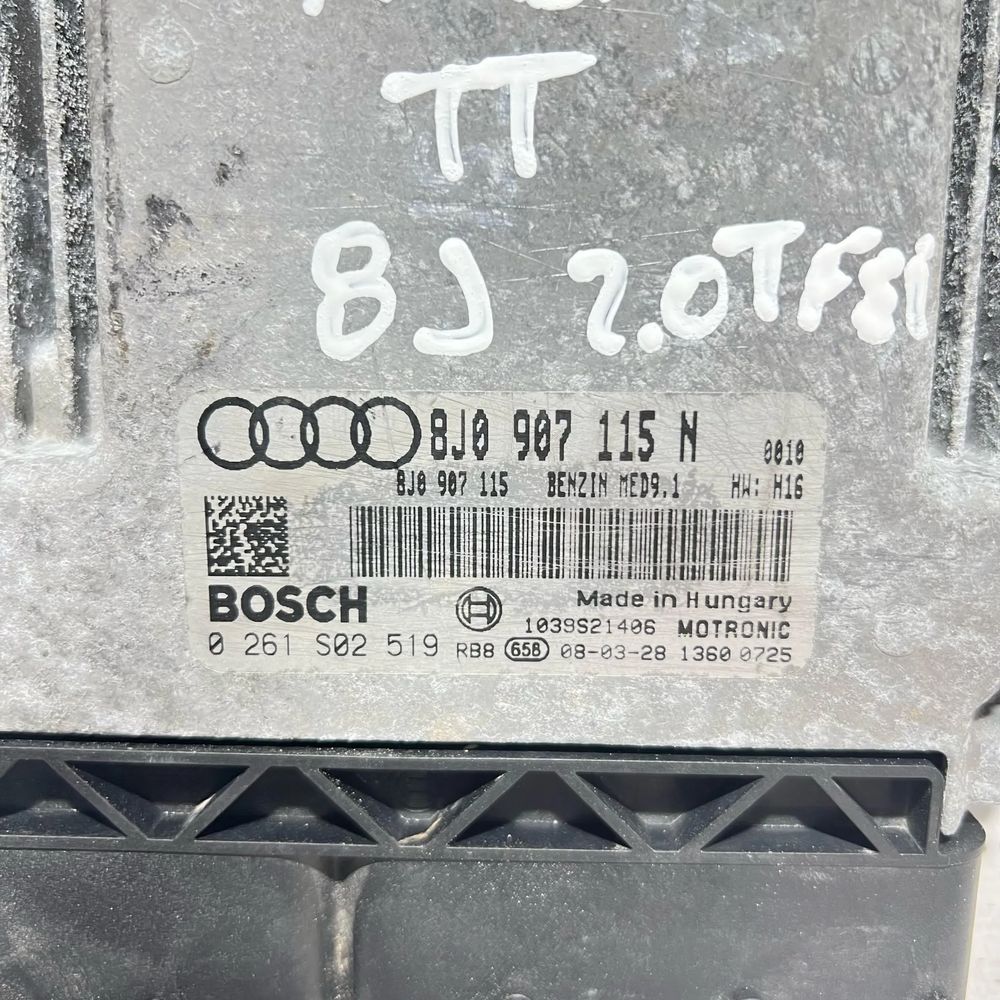 TT
8J 2.0TFSI
8J0 907 115 N 0010
8J0 907 115 BENZIN MED9.1 HW: H16
BOSCH Made in Hungary
1039S21406 MOTRONIC
0 261 S02 519 RB8 658 08-03-28 1360 0725